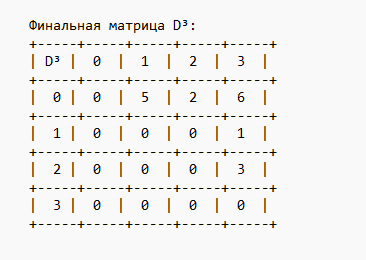 Финальная матрица D³:
+-----+-----+-----+-----+-----+
| D³ |  0  |  1  |  2  |  3  |
+-----+-----+-----+-----+-----+
|  0 |  0  |  5  |  2  |  6  |
+-----+-----+-----+-----+-----+
|  1 |  0  |  0  |  0  |  1  |
+-----+-----+-----+-----+-----+
|  2 |  0  |  0  |  0  |  3  |
+-----+-----+-----+-----+-----+
|  3 |  0  |  0  |  0  |  0  |
+-----+-----+-----+-----+-----+